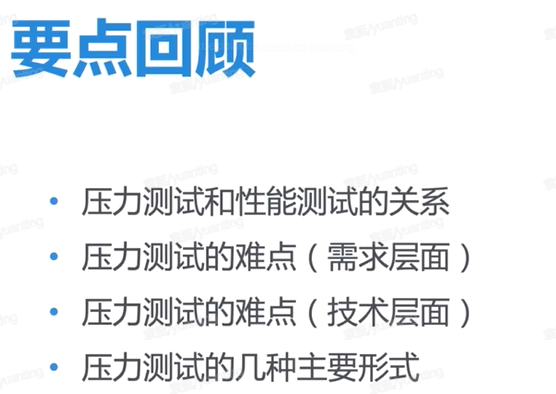 要点回顾
• 压力测试和性能测试的关系
• 压力测试的难点（需求层面）
• 压力测试的难点（技术层面）
• 压力测试的几种主要形式